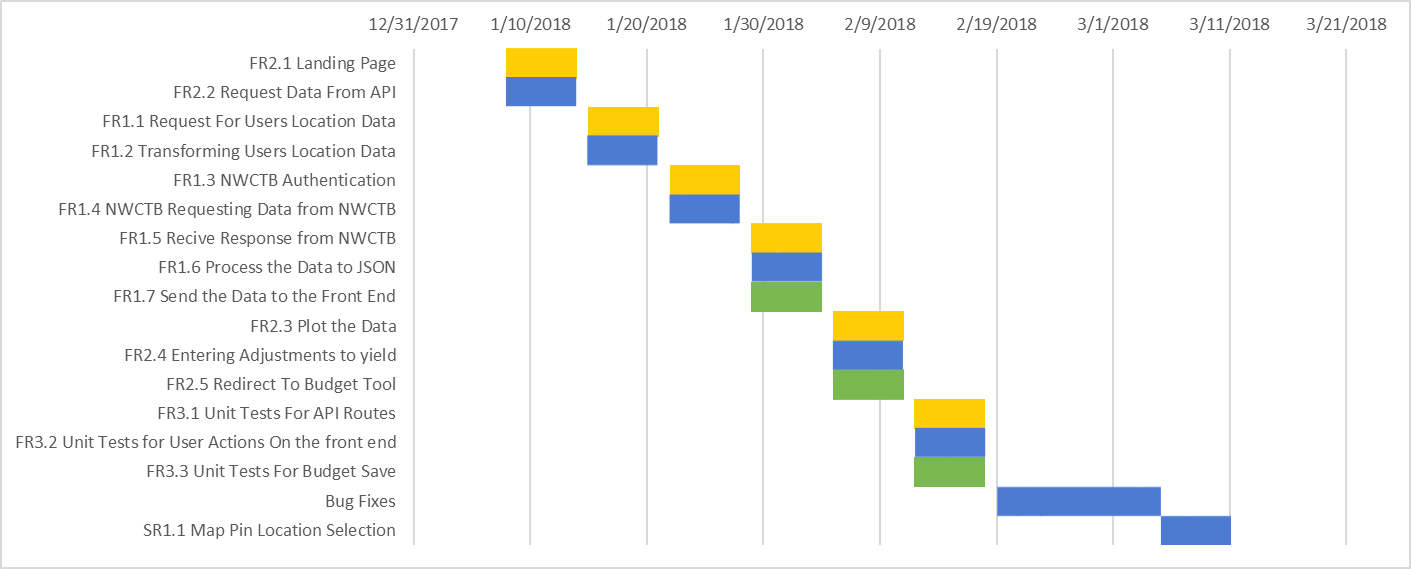 12/31/2017 1/10/2018 1/20/2018 1/30/2018 2/9/2018 2/19/2018 3/1/2018 3/11/2018 3/21/2018
FR2.1 Landing Page
FR2.2 Request Data From API
FR1.1 Request For Users Location Data
FR1.2 Transforming Users Location Data
FR1.3 NWCTB Authentication
FR1.4 NWCTB Requesting Data from NWCTB
FR1.5 Recive Response from NWCTB
FR1.6 Process the Data to JSON
FR1.7 Send the Data to the Front End
FR2.3 Plot the Data
FR2.4 Entering Adjustments to yield
FR2.5 Redirect To Budget Tool
FR3.1 Unit Tests For API Routes
FR3.2 Unit Tests for User Actions On the front end
FR3.3 Unit Tests For Budget Save
Bug Fixes
SR1.1 Map Pin Location Selection